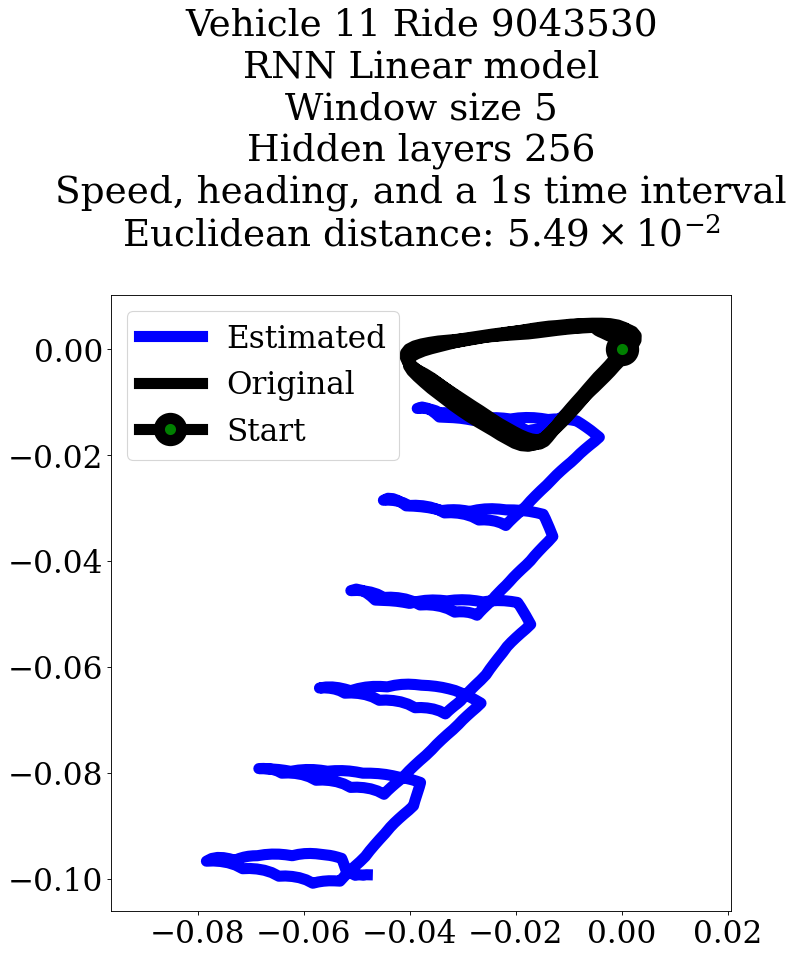 Vehicle 11 Ride 9043530
RNN Linear model
Window size 5
Hidden layers 256
Speed, heading, and a 1s time interval
Euclidean distance: 5.49 × 10⁻²
Estimated
Original
Start
0.00
−0.02
−0.04
−0.06
−0.08
−0.10
−0.08 −0.06 −0.04 −0.02 0.00 0.02